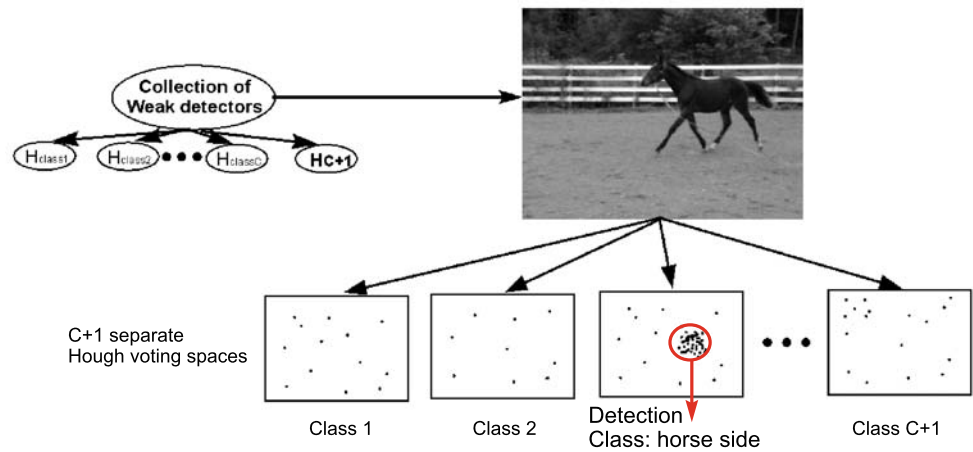 Collection of
Weak detectors
Hclass1
Hclass2
HclassC
HC+1
C+1 separate
Hough voting spaces
Class 1
Class 2
Detection
Class: horse side
Class C+1